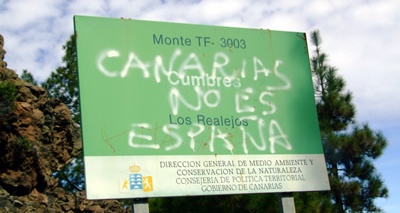 Monte TF- 3003
CANARIAS
Cumbres
NO ES
Los Realejos
ESPAÑA
DIRECCION GENERAL DE MEDIO AMBIENTE Y
CONSERVACION DE LA NATURALEZA
CONSEJERIA DE POLITICA TERRITORIAL
GOBIERNO DE CANARIAS